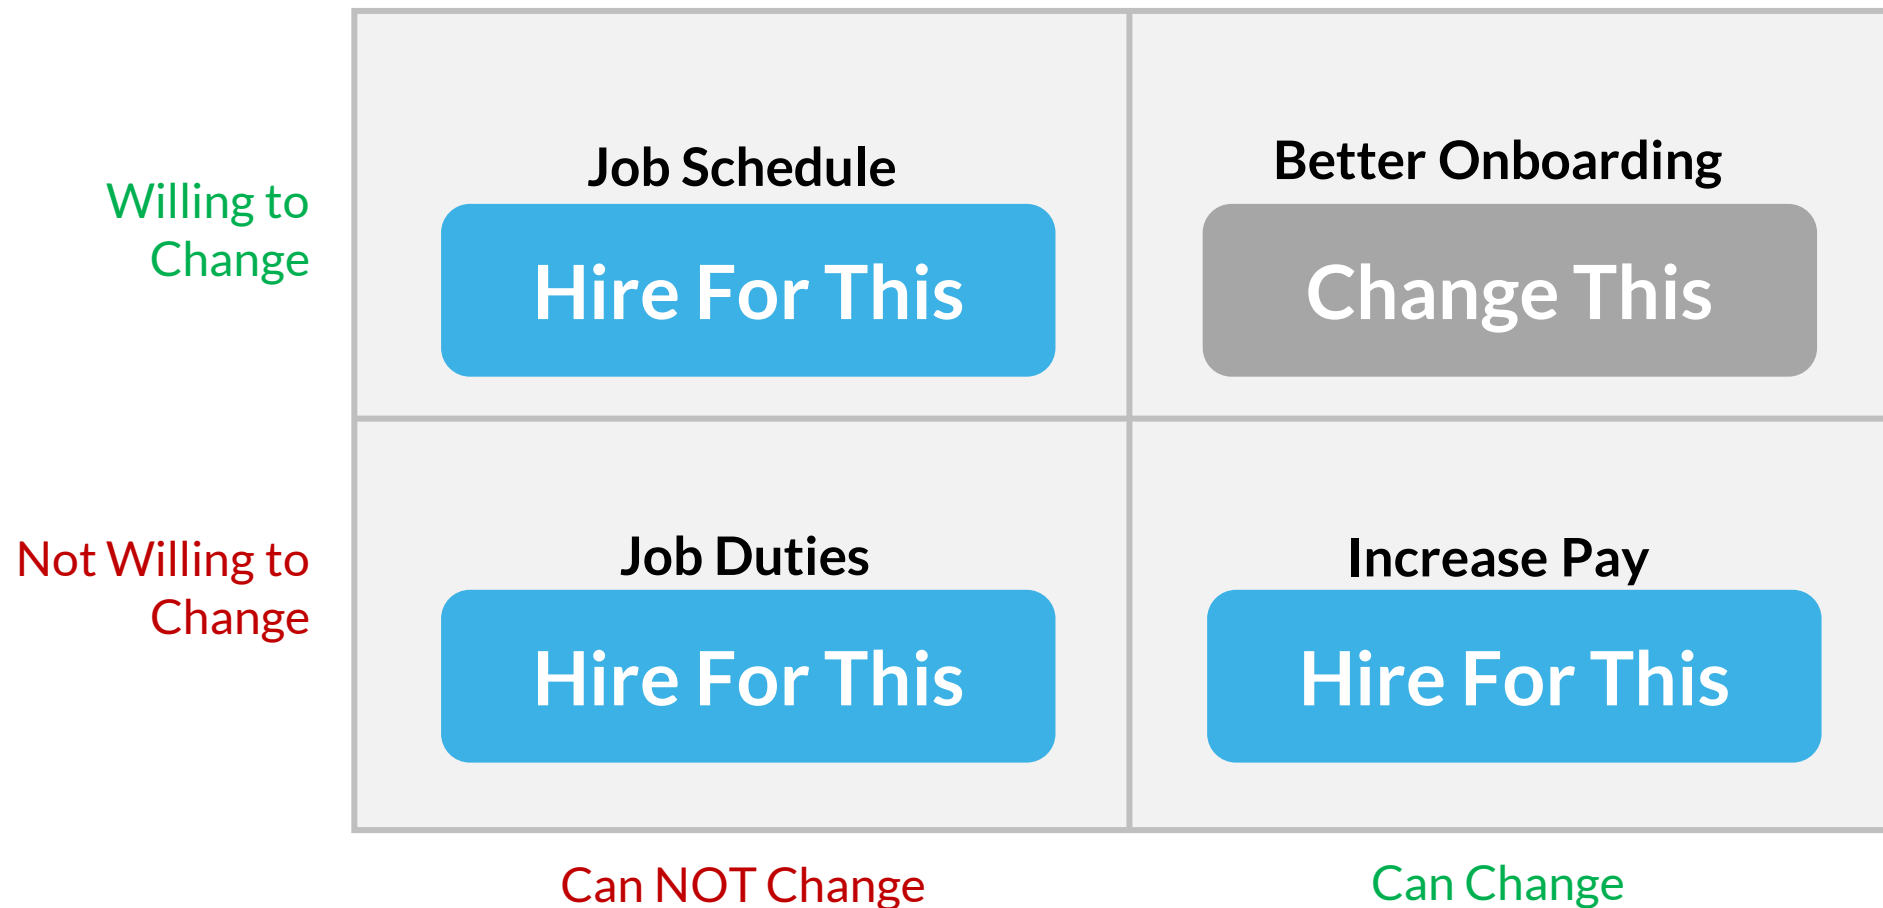 Willing to
Change
Job Schedule
Hire For This
Better Onboarding
Change This
Not Willing to
Change
Job Duties
Hire For This
Increase Pay
Hire For This
Can NOT Change
Can Change